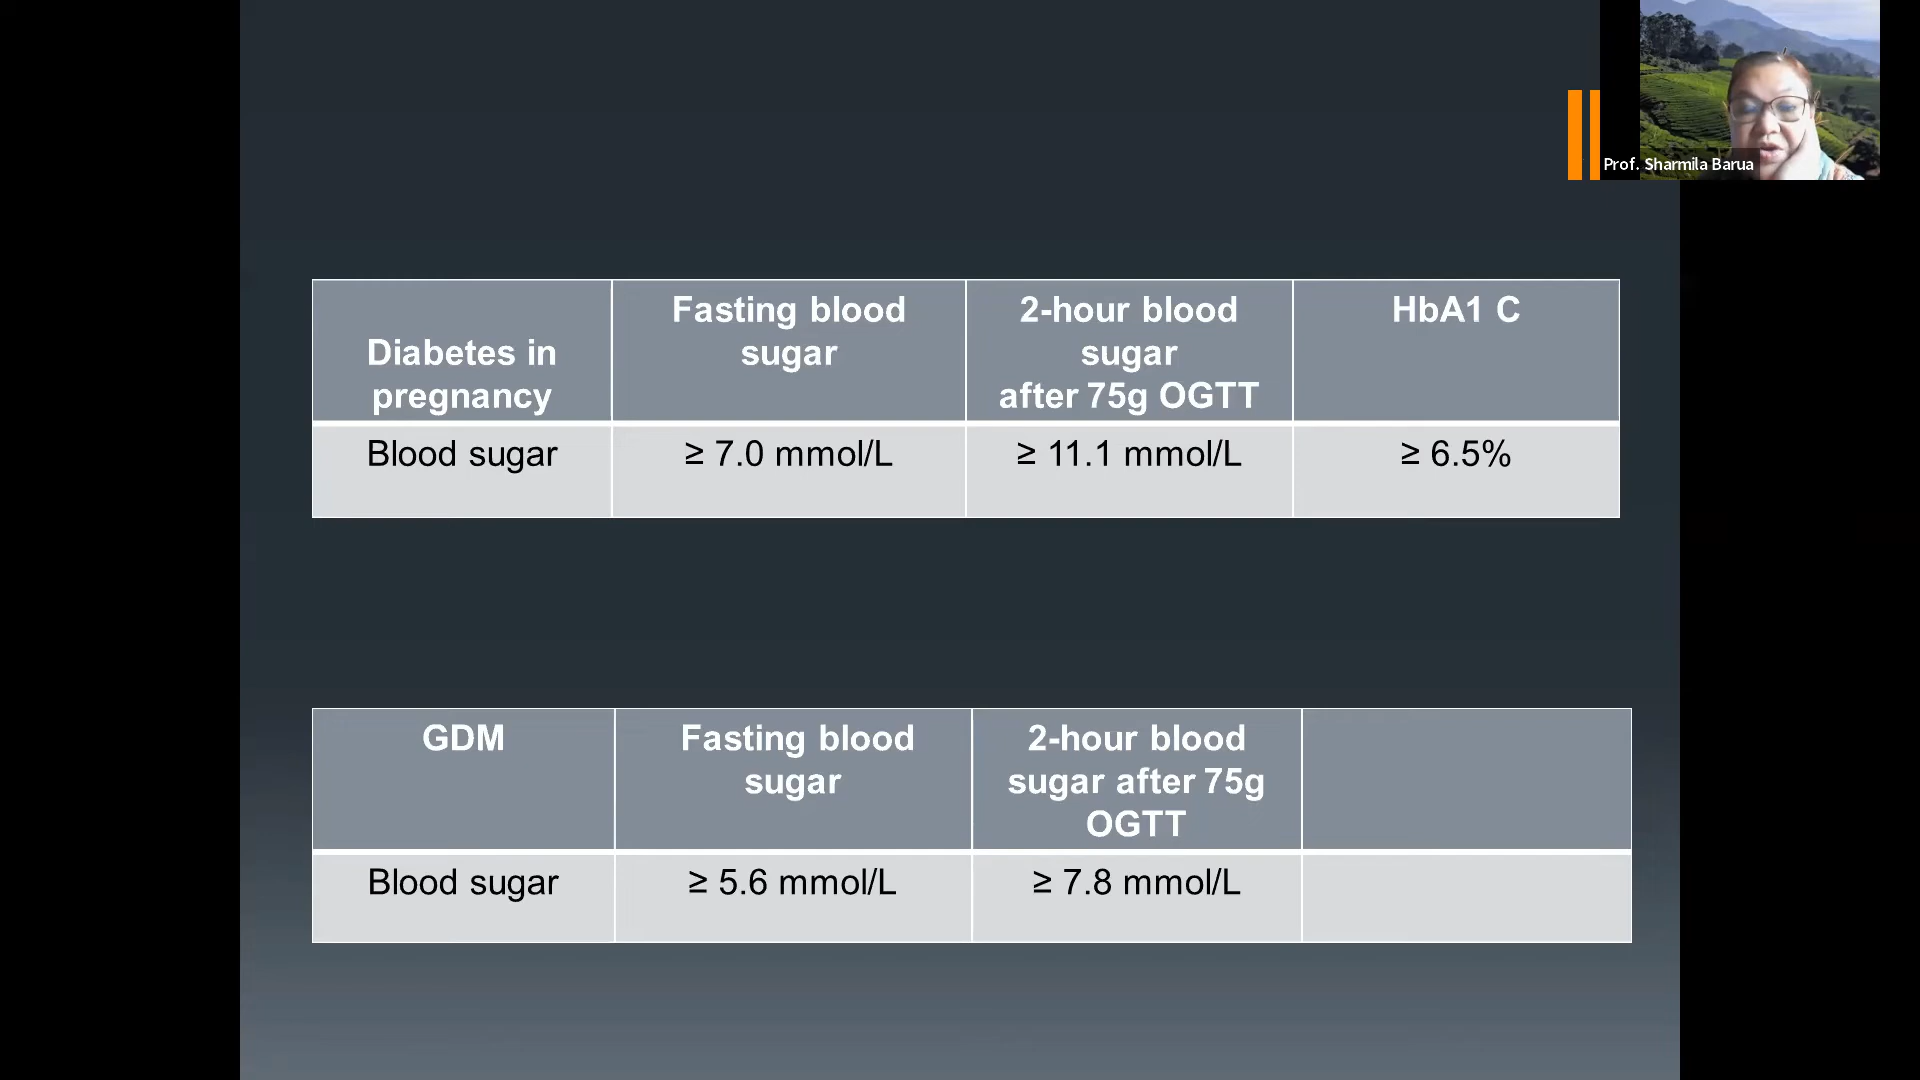 Prof. Sharmila Barua
Diabetes in
pregnancy
Fasting blood
sugar
2-hour blood
sugar
after 75g OGTT
HbA1 C
Blood sugar
≥ 7.0 mmol/L
≥ 11.1 mmol/L
≥ 6.5%
GDM
Fasting blood
sugar
2-hour blood
sugar after 75g
OGTT
Blood sugar
≥ 5.6 mmol/L
≥ 7.8 mmol/L